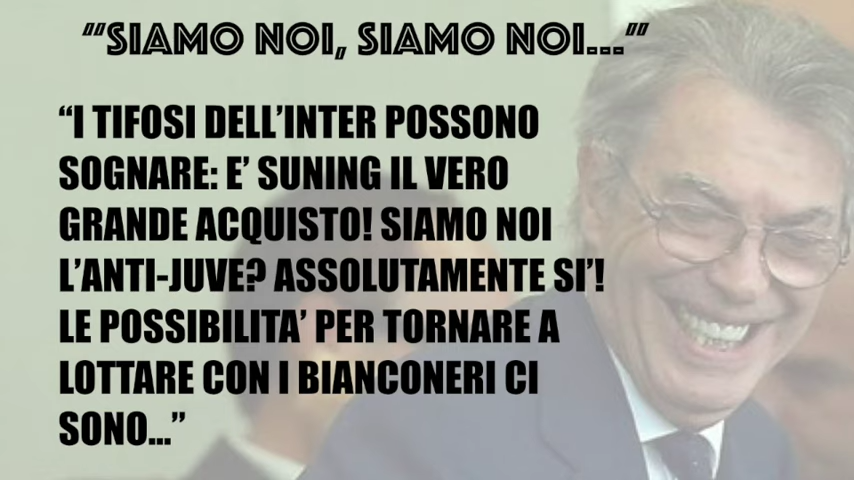 “"SIAMO NOI, SIAMO NOI...”"
“I TIFOSI DELL’INTER POSSONO
SOGNARE: E’ SUNING IL VERO
GRANDE ACQUISTO! SIAMO NOI
L’ANTI-JUVE? ASSOLUTAMENTE SI’!
LE POSSIBILITA’ PER TORNARE A
LOTTARE CON I BIANCONERI CI
SONO...”